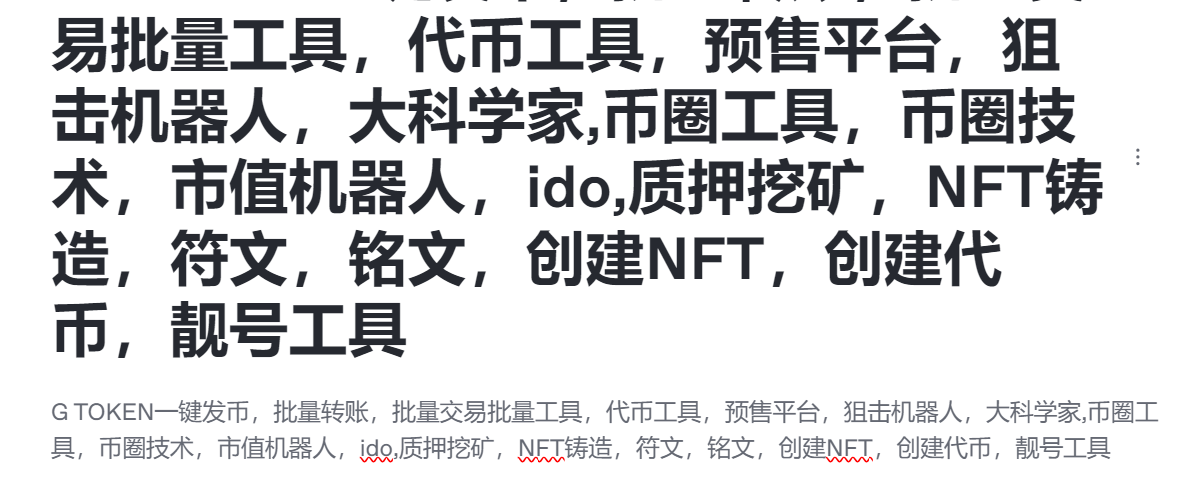 易批量工具，代币工具，预售平台，狙
击机器人，大科学家,币圈工具，币圈技
术，市值机器人，ido,质押挖矿，NFT铸
造，符文，铭文，创建NFT，创建代
币，靓号工具
G TOKEN一键发币，批量转账，批量交易批量工具，代币工具，预售平台，狙击机器人，大科学家,币圈工
具，币圈技术，市值机器人，ido,质押挖矿，NFT铸造，符文，铭文，创建NFT，创建代币，靓号工具